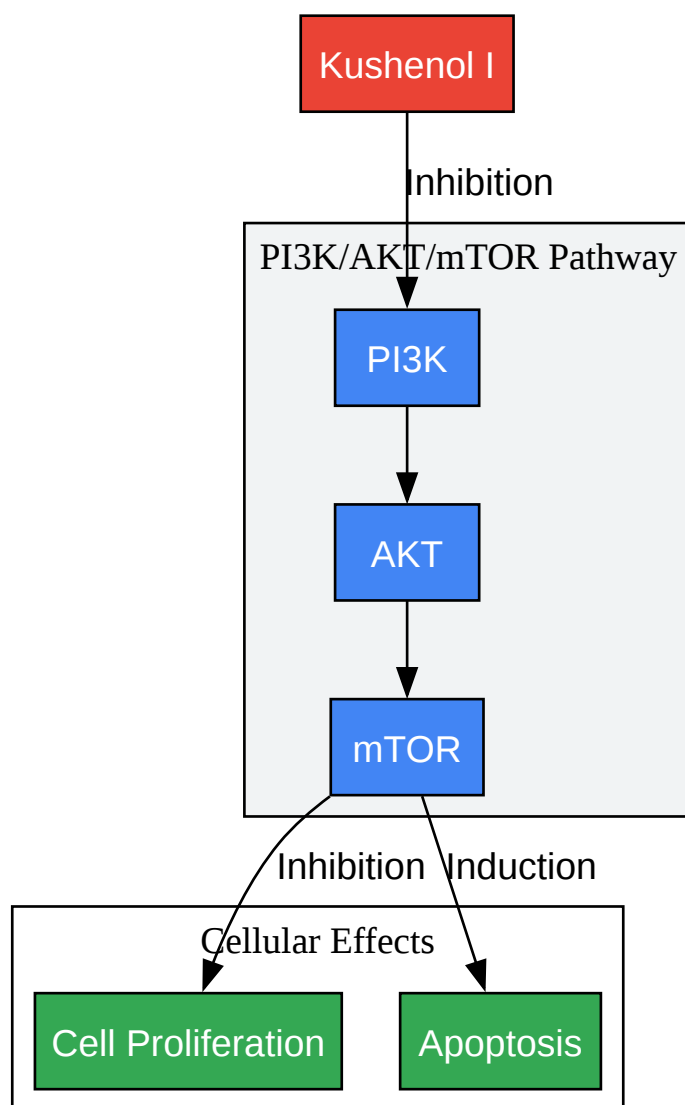 Kushenol I
Inhibition
PI3K/AKT/mTOR Pathway
PI3K
AKT
mTOR
Inhibition
Induction
Cellular Effects
Cell Proliferation
Apoptosis